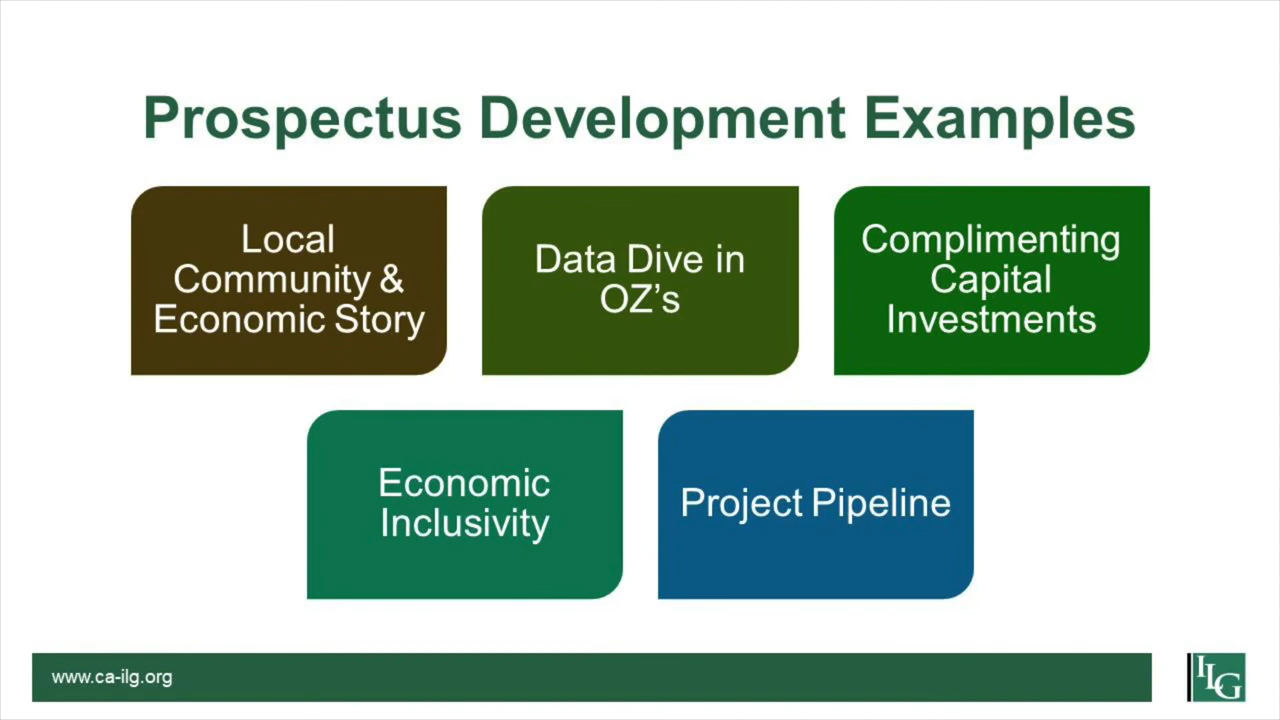 Prospectus Development Examples
Local
Community &
Economic Story
Data Dive in
OZ’s
Complimenting
Capital
Investments
Economic
Inclusivity
Project Pipeline
www.ca-ilg.org
ILG